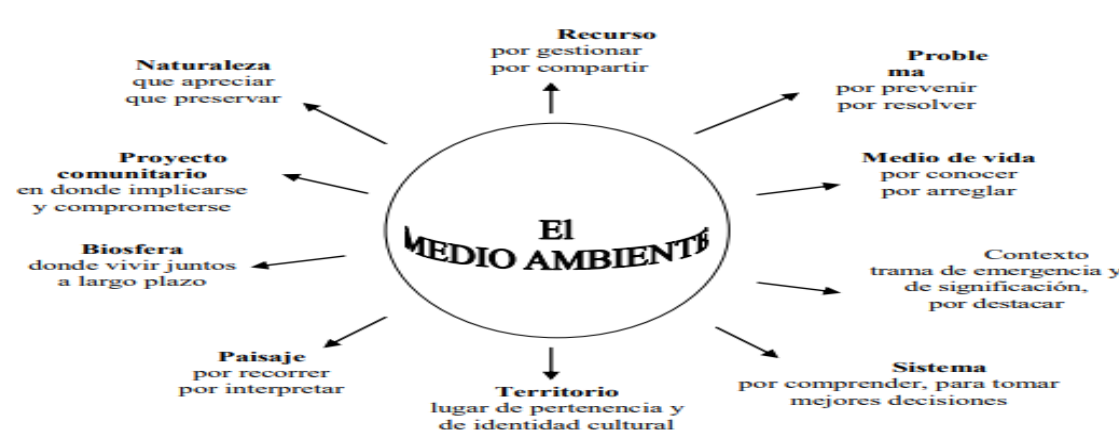 Recurso
por gestionar
por compartir
Proble
ma
por prevenir
por resolver
Medio de vida
por conocer
por arreglar
Contexto
trama de emergencia y
de significación,
por destacar
Sistema
por comprender, para tomar
mejores decisiones
Territorio
lugar de pertenencia y
de identidad cultural
Paisaje
por recorrer
por interpretar
Biosfera
donde vivir juntos
a largo plazo
Proyecto
comunitario
en donde implicarse
y comprometerse
Naturaleza
que apreciar
que preservar
El
MEDIO AMBIENTE